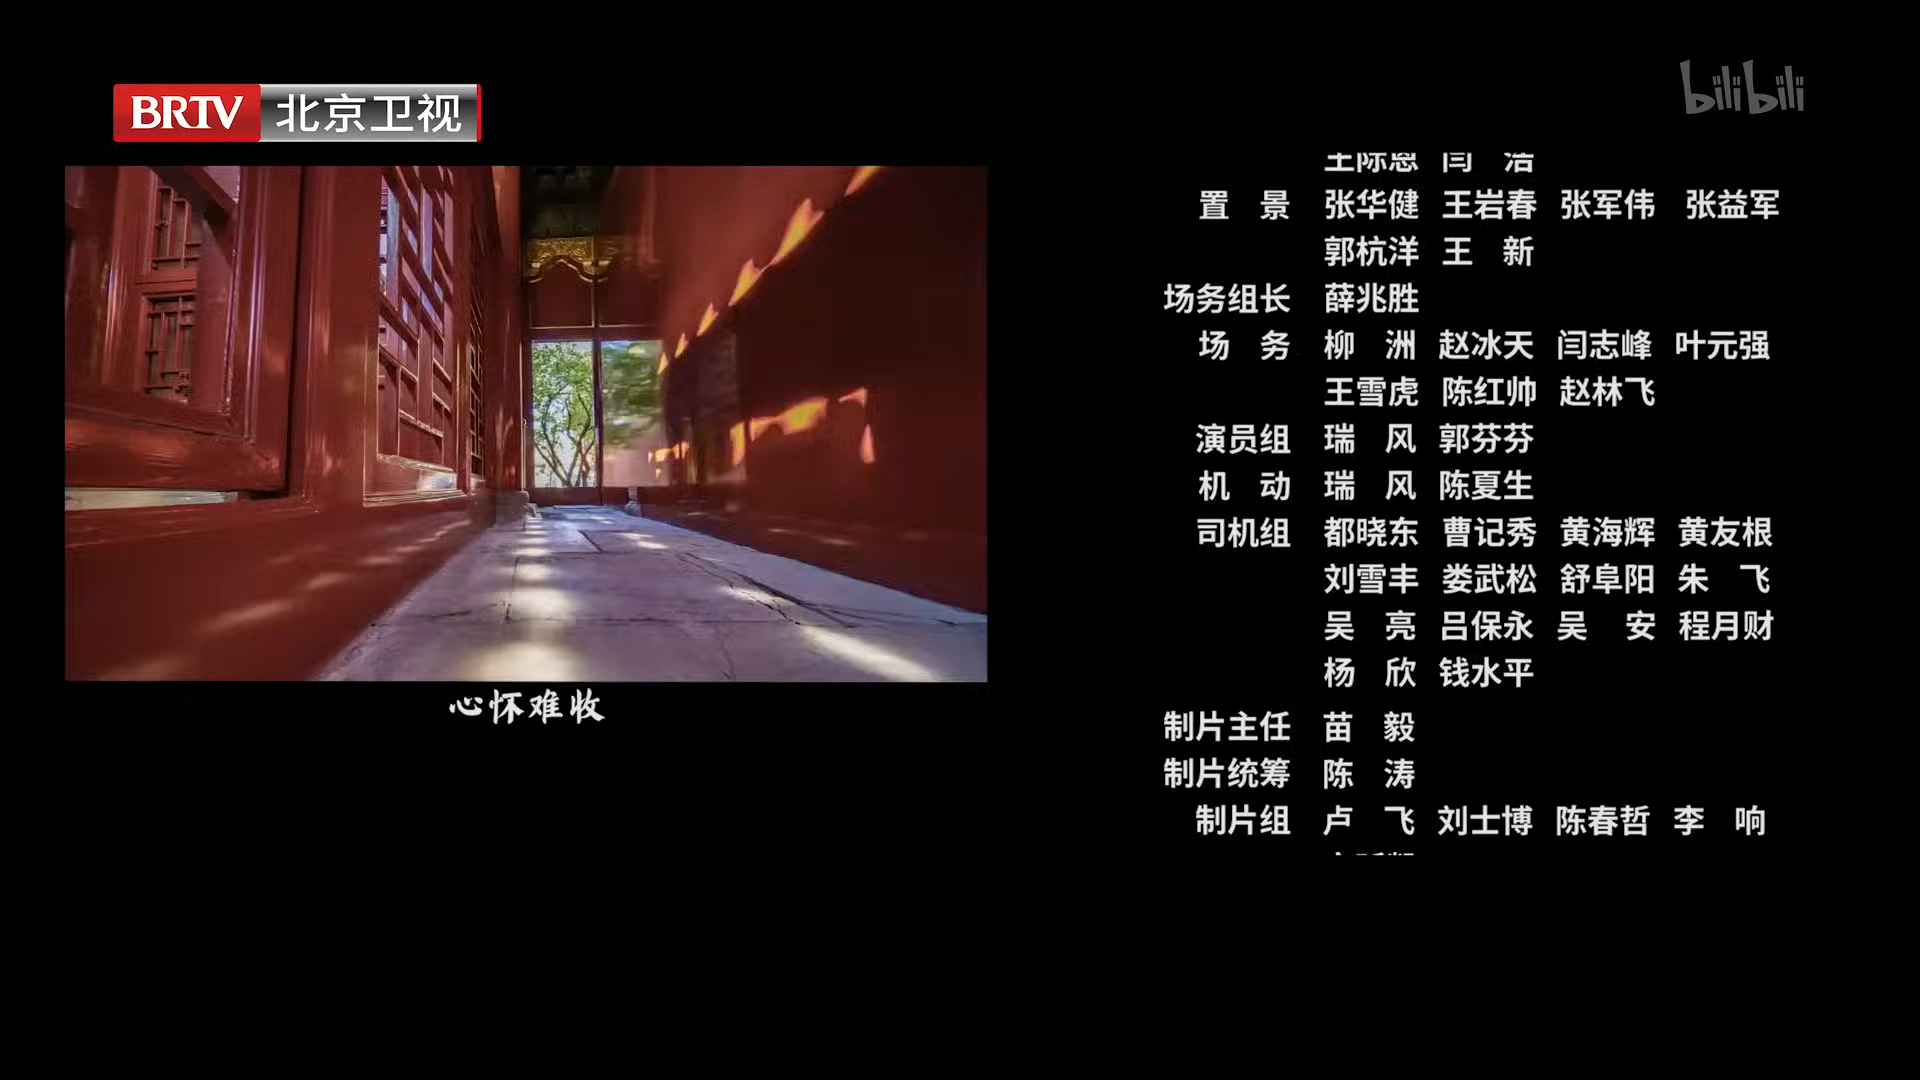 BRTV 北京卫视
bilibili
闫 浩
置 景 张华健 王岩春 张军伟 张益军
郭杭洋 王 新
场务组长 薛兆胜
场 务 柳 洲 赵冰天 闫志峰 叶元强
王雪虎 陈红帅 赵林飞
演员组 瑞 风 郭芬芬
机 动 瑞 风 陈夏生
司机组 都晓东 曹记秀 黄海辉 黄友根
刘雪丰 娄武松 舒阜阳 朱 飞
吴 亮 吕保永 吴 安 程月财
杨 欣 钱水平
制片主任 苗 毅
制片统筹 陈 涛
制片组 卢 飞 刘士博 陈春哲 李 响
心怀难收